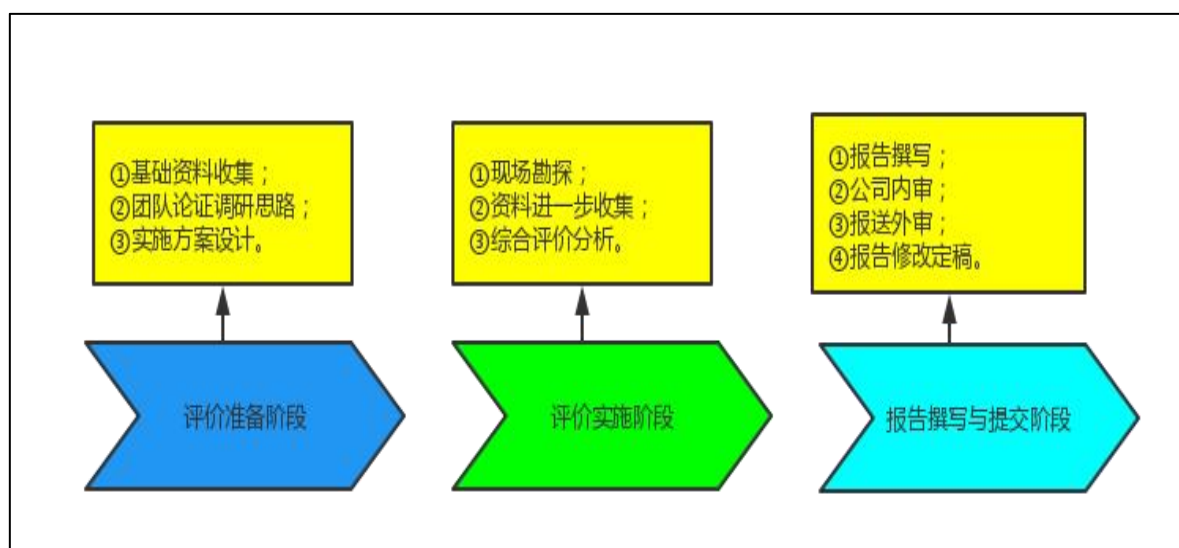 ①基础资料收集；
②团队论证调研思路；
③实施方案设计。
①现场勘探；
②资料进一步收集；
③综合评价分析。
①报告撰写；
②公司内审；
③报送外审；
④报告修改定稿。
评价准备阶段
评价实施阶段
报告撰写与提交阶段